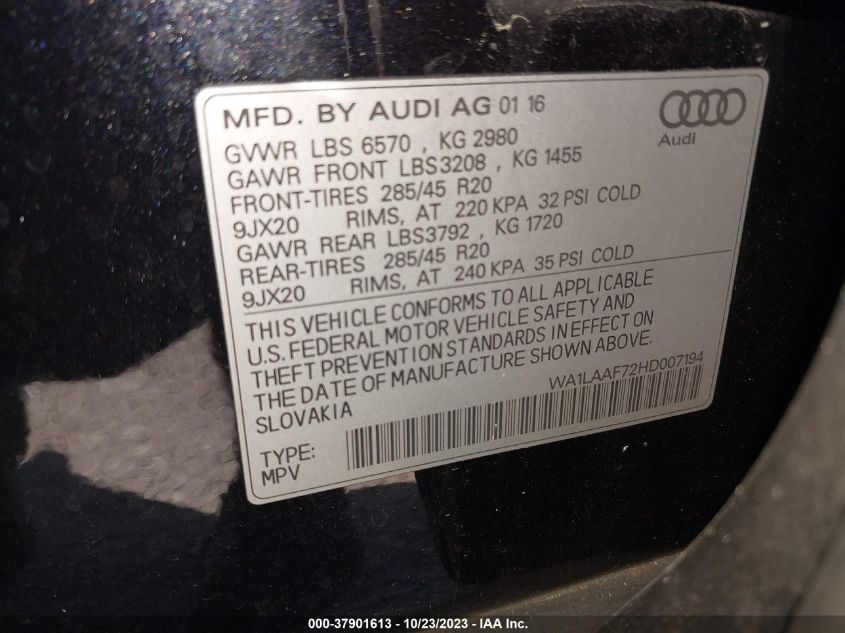 MFD. BY AUDI AG 01 16
Audi
GVWR LBS 6570 , KG 2980
GAWR FRONT LBS3208 , KG 1455
FRONT-TIRES 285/45 R20
9JX20 RIMS, AT 220 KPA 32 PSI COLD
GAWR REAR LBS3792 , KG 1720
REAR-TIRES 285/45 R20
9JX20 RIMS, AT 240 KPA 35 PSI COLD
THIS VEHICLE CONFORMS TO ALL APPLICABLE
U.S. FEDERAL MOTOR VEHICLE SAFETY AND
THEFT PREVENTION STANDARDS IN EFFECT ON
THE DATE OF MANUFACTURE SHOWN ABOVE.
SLOVAKIA WA1LAAF72HD007194
TYPE:
MPV
000-37901613 - 10/23/2023 - IAA Inc.